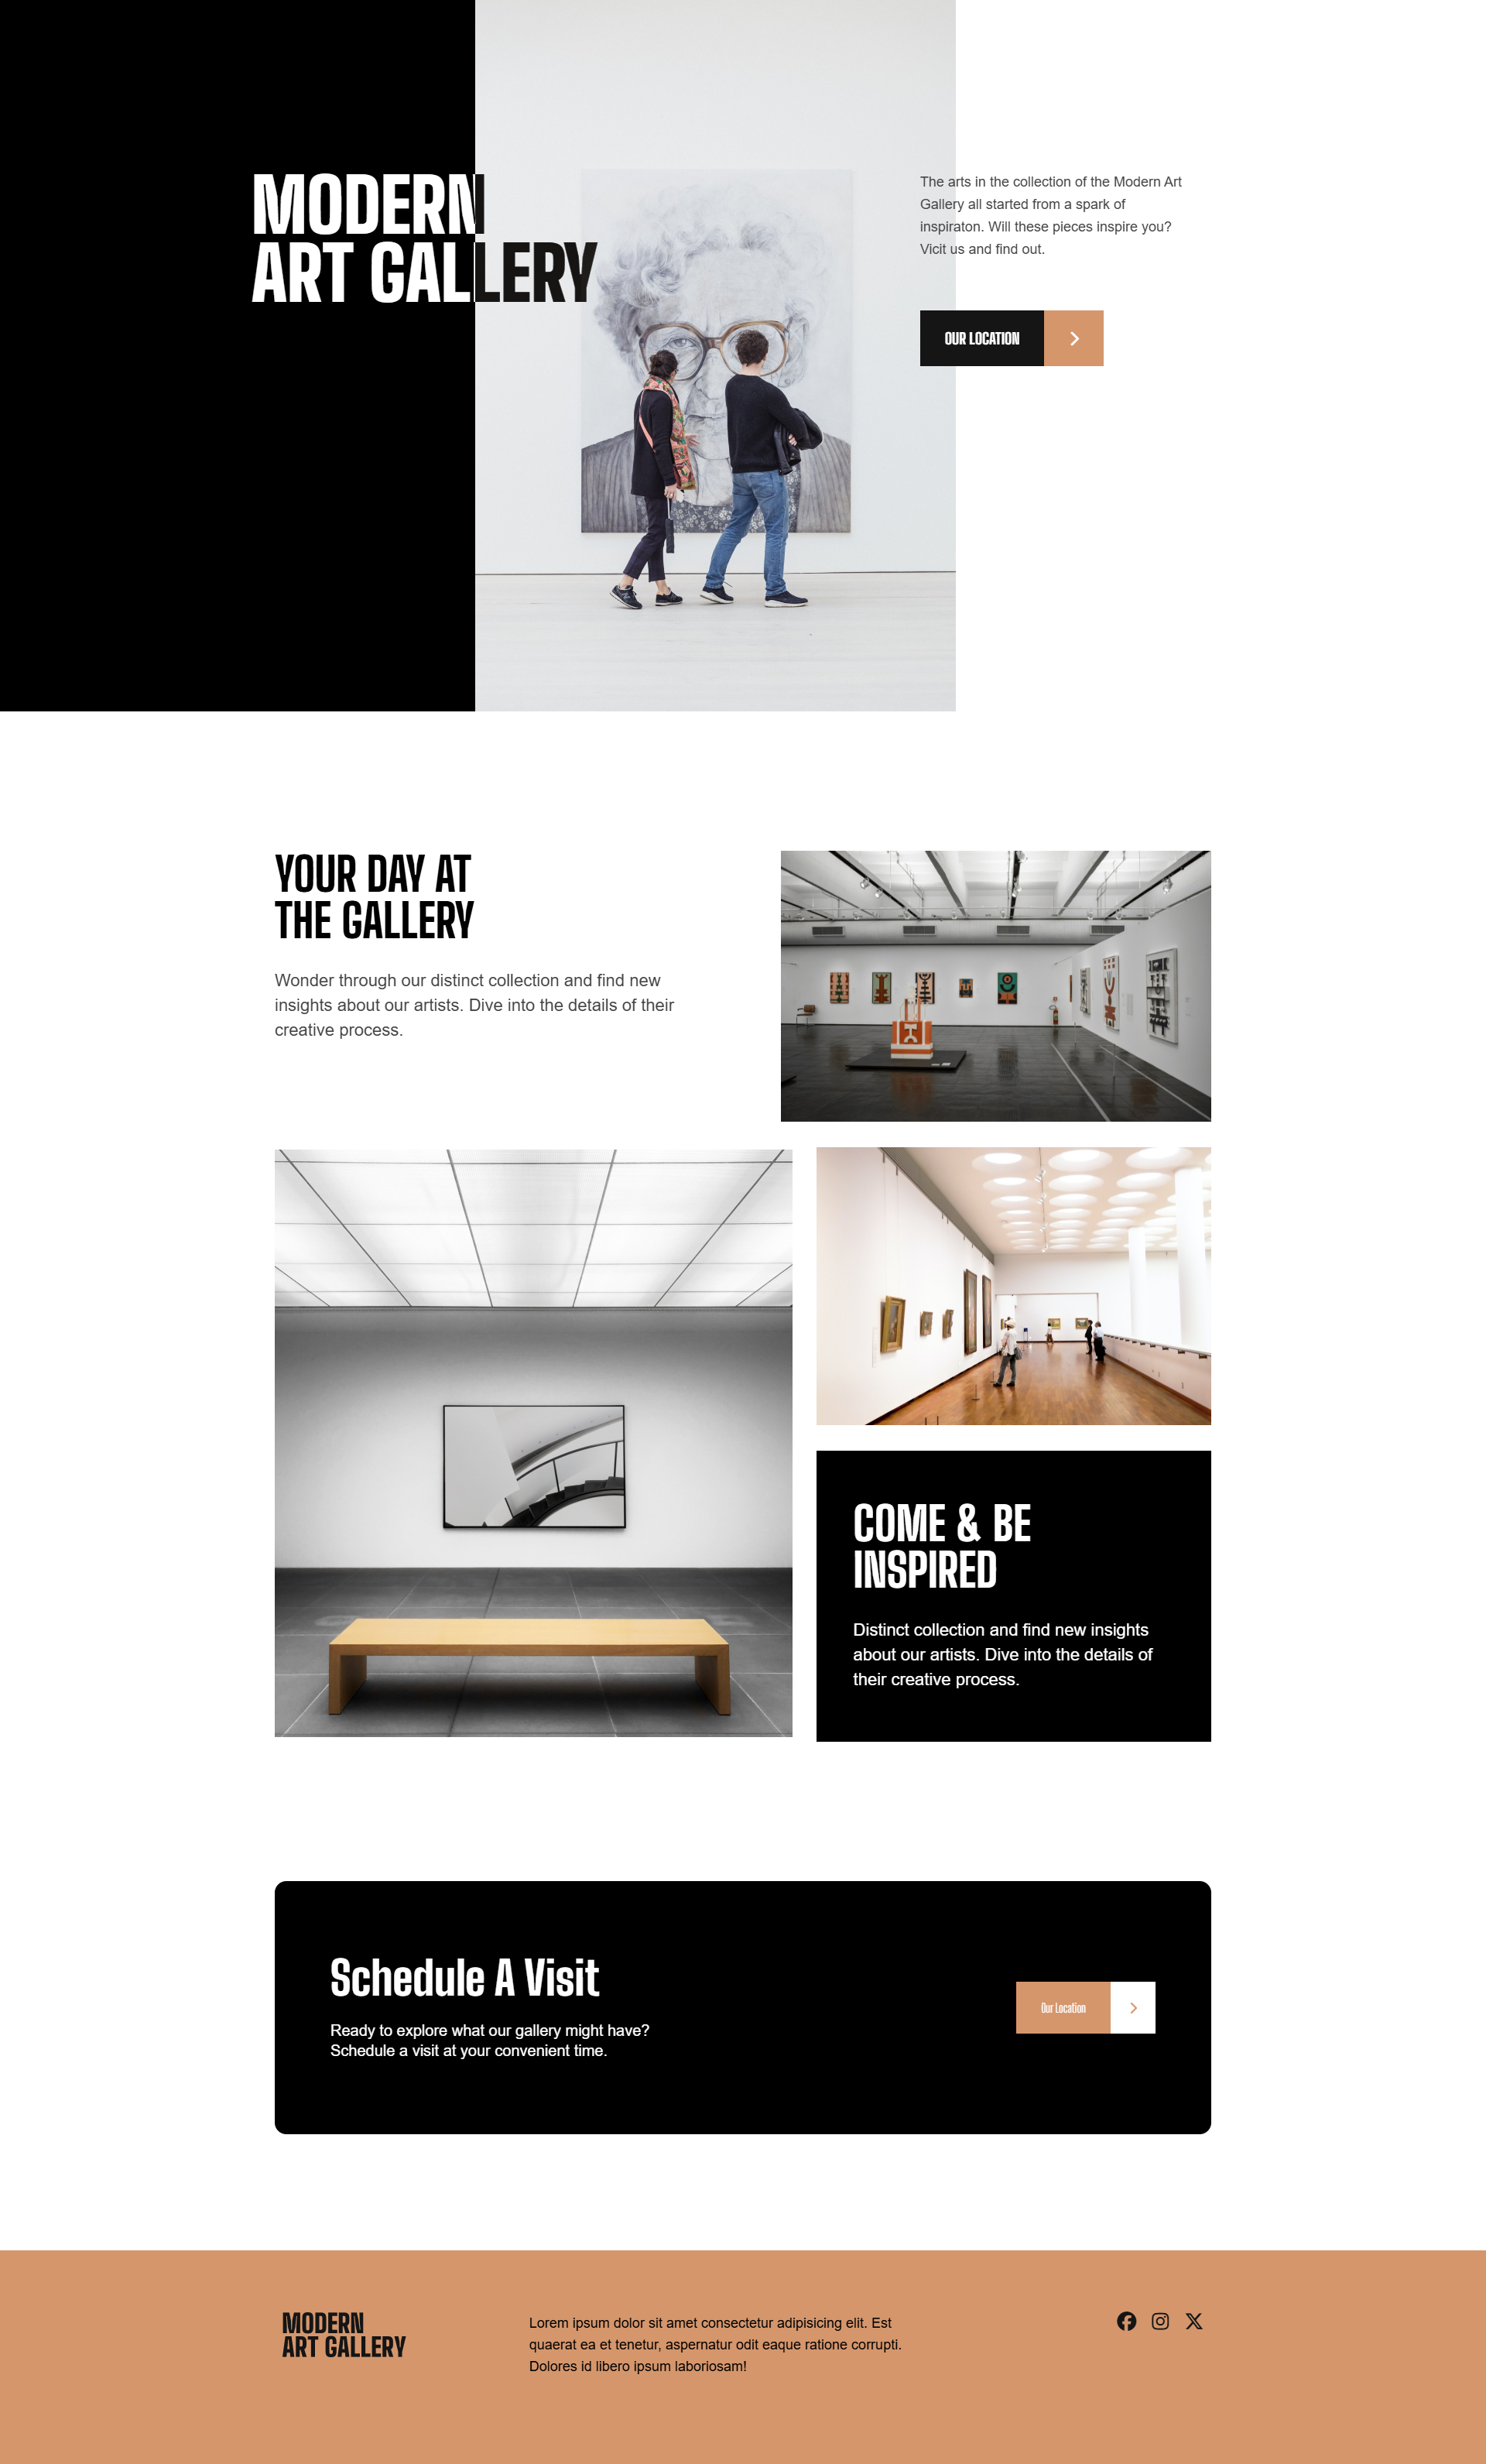 MODERN
ART GALLERY
The arts in the collection of the Modern Art
Gallery all started from a spark of
inspiraton. Will these pieces inspire you?
Vicit us and find out.
OUR LOCATION
YOUR DAY AT
THE GALLERY
Wonder through our distinct collection and find new
insights about our artists. Dive into the details of their
creative process.
COME & BE
INSPIRED
Distinct collection and find new insights
about our artists. Dive into the details of
their creative process.
Schedule A Visit
Ready to explore what our gallery might have?
Schedule a visit at your convenient time.
Our Location
MODERN
ART GALLERY
Lorem ipsum dolor sit amet consectetur adipisicing elit. Est
quaerat ea et tenetur, aspernatur odit eaque ratione corrupti.
Dolores id libero ipsum laboriosam!